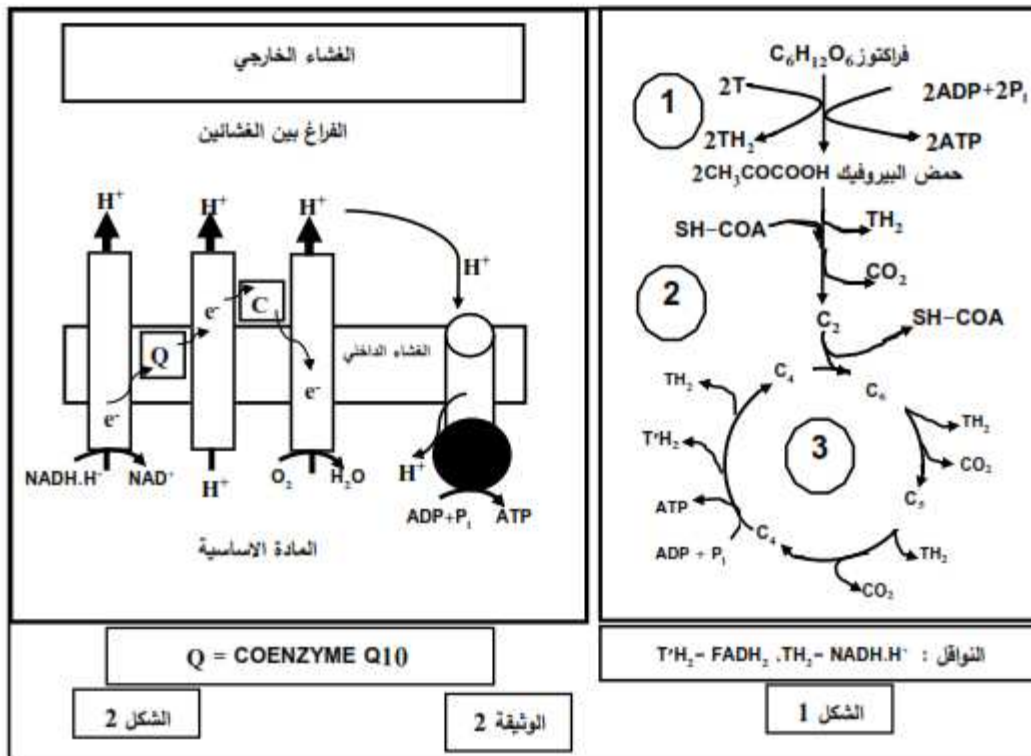 الغشاء الخارجي
الفراغ بين الغشائين
H⁺
H⁺
H⁺
H⁺
e⁻
C
Q
e⁻
الغشاء الداخلي
e⁻
e⁻
NADH.H⁺
NAD⁺
H⁺
O₂
H₂O
H⁺
ADP+P₁
ATP
المادة الاساسية
Q = COENZYME Q10
الشكل 2
الوثيقة 2
فراكتوز C₆H₁₂O₆
1
2T
2ADP+2P₁
2TH₂
2ATP
حمض البيروفيك 2CH₃COCOOH
SH–COA
TH₂
CO₂
2
C₂
SH–COA
C₄
C₆
TH₂
T'H₂
TH₂
CO₂
3
C₅
ATP
C₄
ADP + P₁
TH₂
CO₂
النواقل : T'H₂– FADH₂ .TH₂– NADH.H⁺
الشكل 1